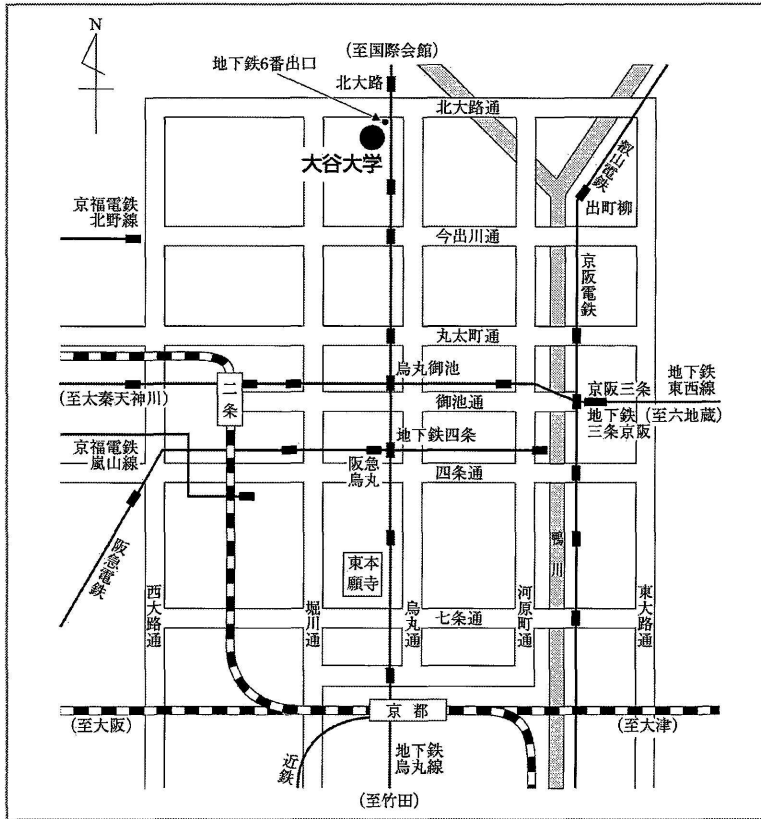 N
(至国際会館)
地下鉄6番出口
北大路
北大路通
大谷大学
叡山電鉄
出町柳
京福電鉄
北野線
今出川通
京阪電鉄
丸太町通
烏丸御池
地下鉄
東西線
二条
京阪三条
(至太秦天神川)
御池通
地下鉄
三条京阪
(至六地蔵)
地下鉄四条
京福電鉄
嵐山線
阪急
烏丸
四条通
阪急電鉄
鴨川
東本
願寺
西大路通
堀川通
烏丸通
河原町通
東大路通
七条通
京都
(至大阪)
(至大津)
近鉄
地下鉄
烏丸線
(至竹田)